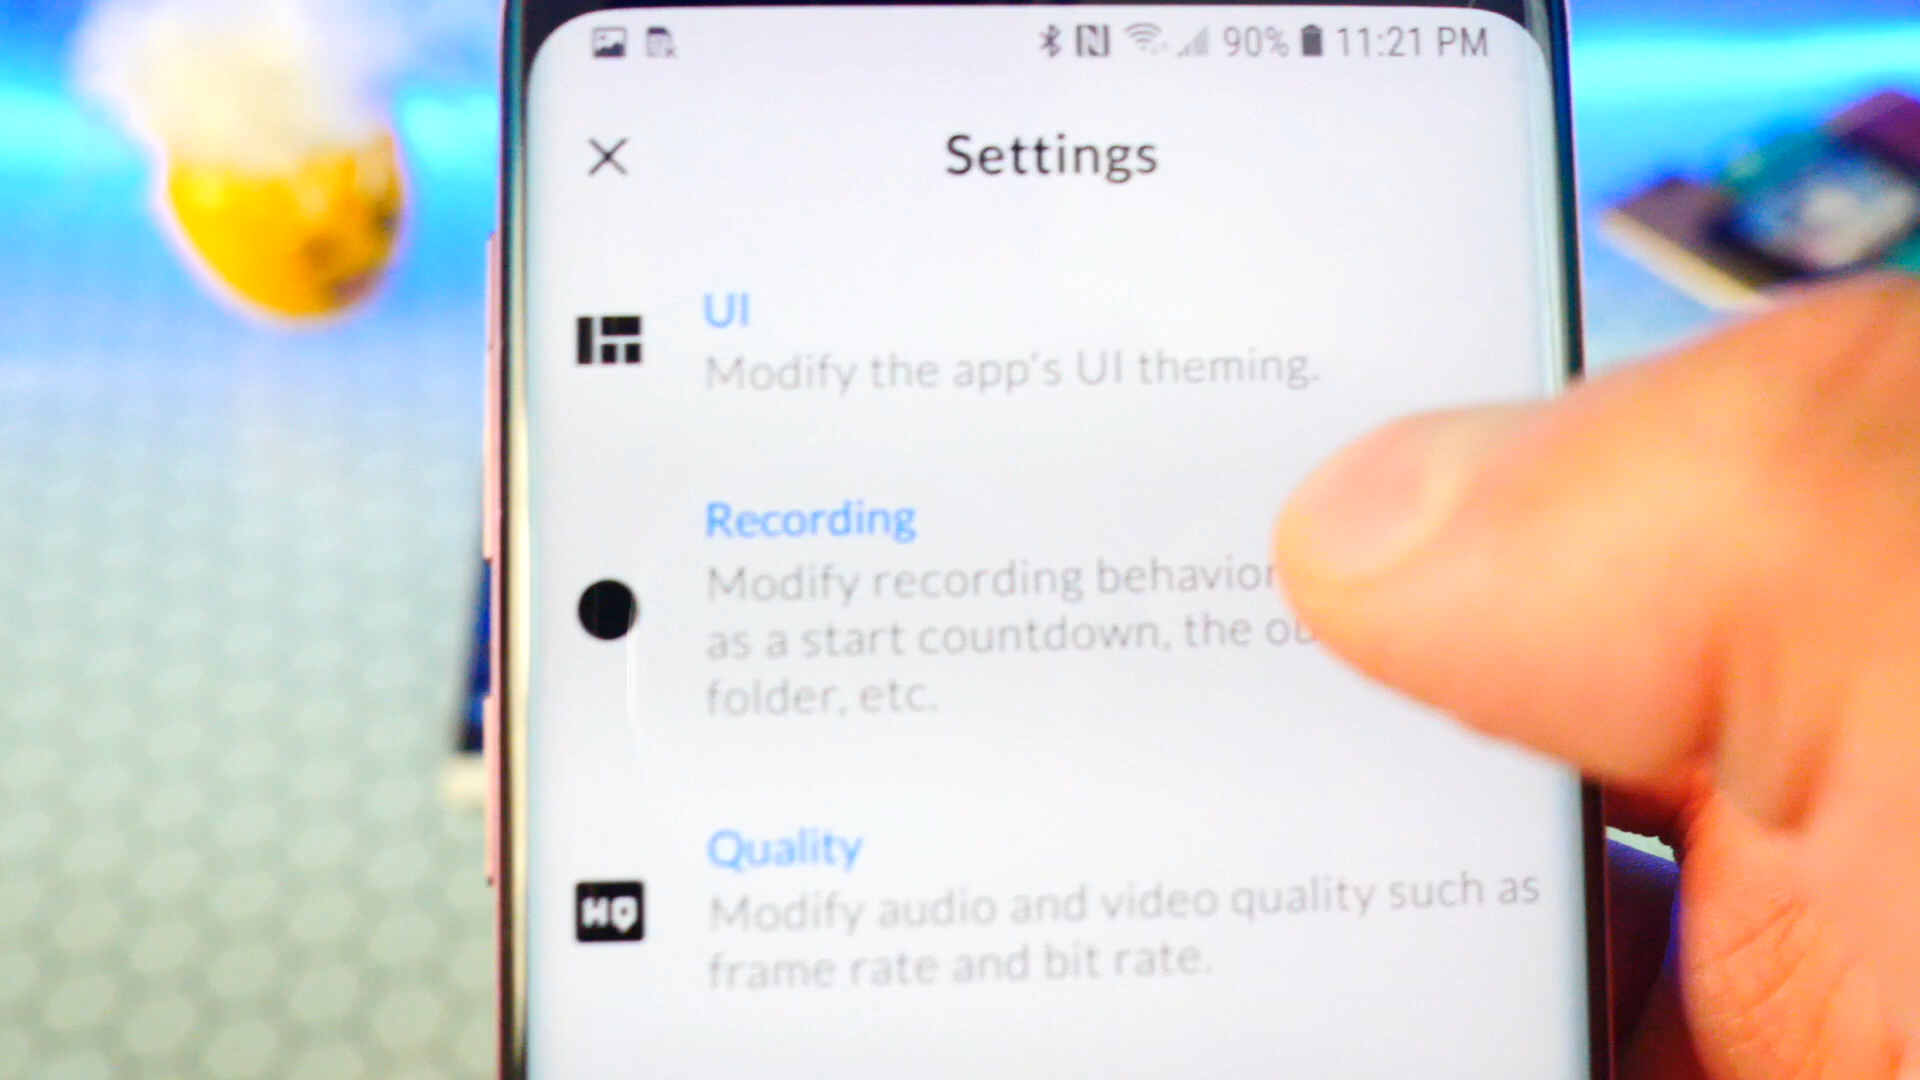 90% 11:21 PM
Settings
UI
Modify the app's UI theming.
Recording
Modify recording behavior
as a start countdown, the
folder, etc.
Quality
HQ
Modify audio and video quality such as
frame rate and bit rate.